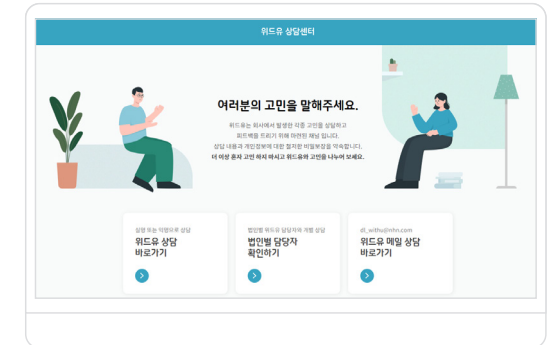 위드유 상담센터
여러분의 고민을 말해주세요.
위드유는 회사에서 발생한 각종 고민을 상담하고
피드백을 드리기 위해 마련된 채널 입니다.
상담 내용과 개인정보에 대한 철저한 비밀보장을 약속합니다.
더 이상 혼자 고민 하지 마시고 위드유와 고민을 나누어 보세요.
실명 또는 익명으로 상담
위드유 상담
바로가기
법인별 위드유 담당자와 개별 상담
법인별 담당자
확인하기
dl_withu@nhn.com
위드유 메일 상담
바로가기